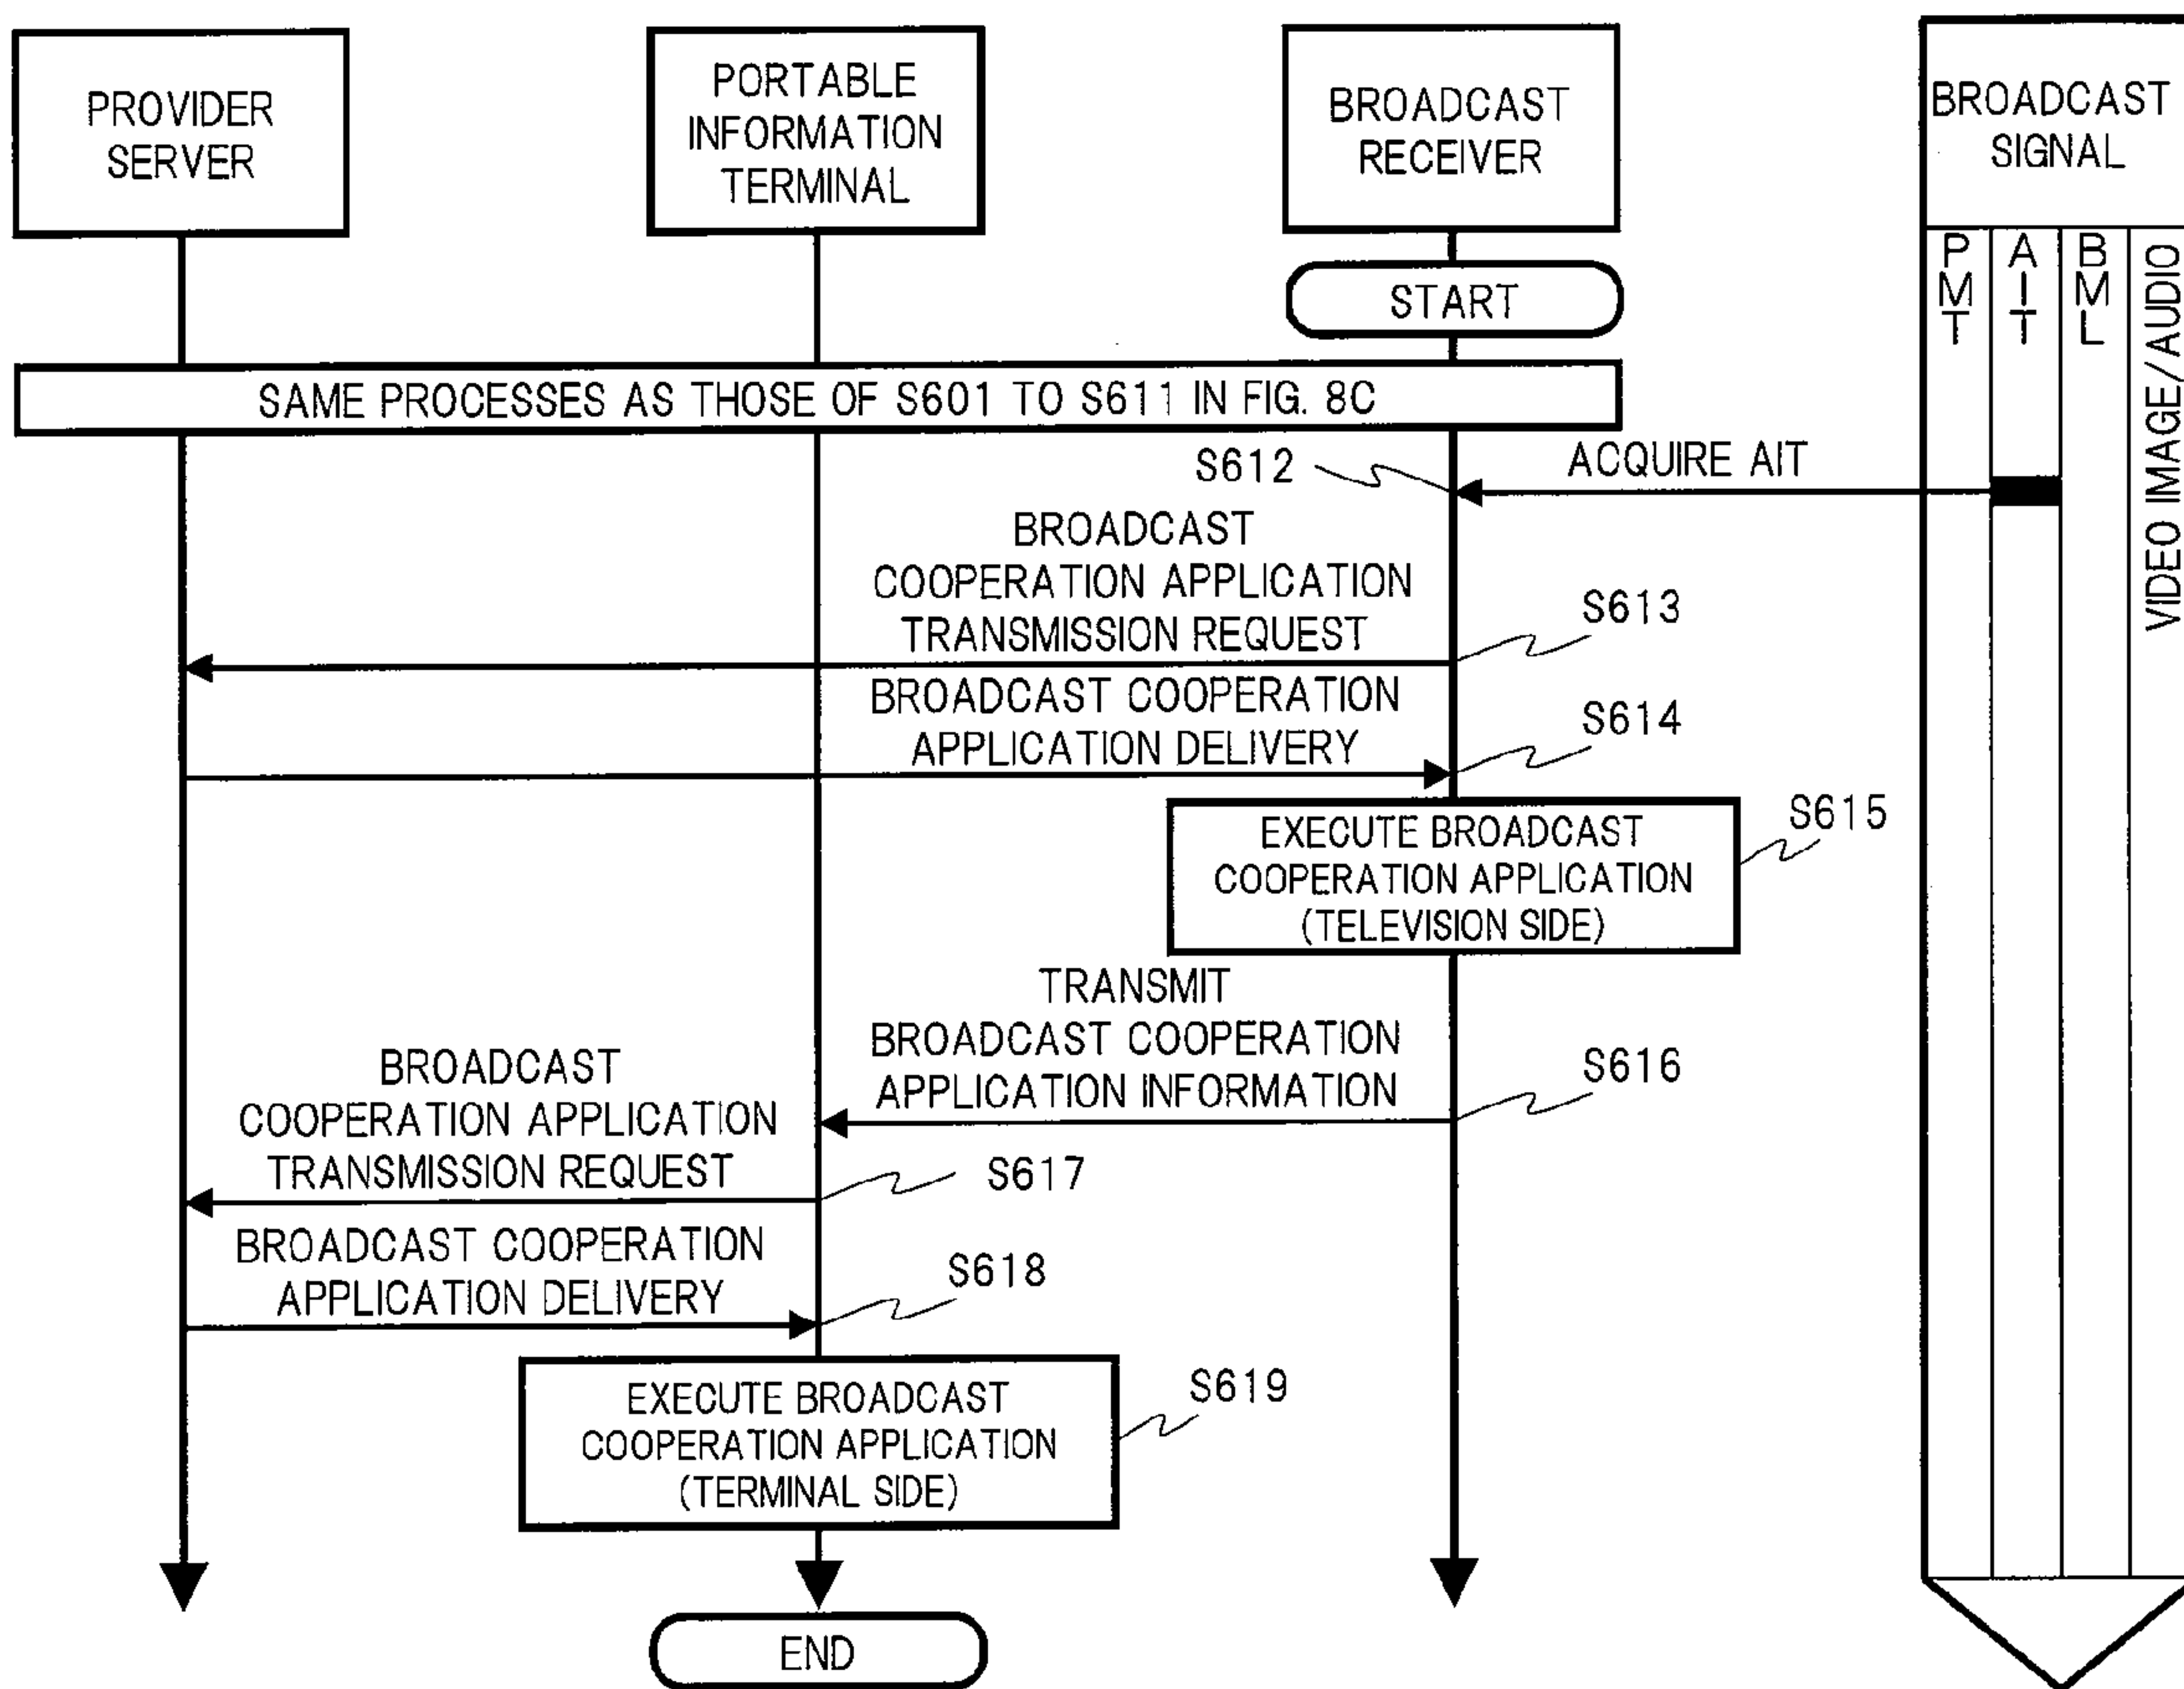 PROVIDER
SERVER
PORTABLE
INFORMATION
TERMINAL
BROADCAST
RECEIVER
BROADCAST
SIGNAL
START
PMT
AIT
BML
VIDEO IMAGE/AUDIO
SAME PROCESSES AS THOSE OF S601 TO S611 IN FIG. 8C
S612
ACQUIRE AIT
BROADCAST
COOPERATION APPLICATION
TRANSMISSION REQUEST
S613
BROADCAST COOPERATION
APPLICATION DELIVERY
S614
EXECUTE BROADCAST
COOPERATION APPLICATION
(TELEVISION SIDE)
S615
TRANSMIT
BROADCAST COOPERATION
APPLICATION INFORMATION
S616
BROADCAST
COOPERATION APPLICATION
TRANSMISSION REQUEST
S617
BROADCAST COOPERATION
APPLICATION DELIVERY
S618
EXECUTE BROADCAST
COOPERATION APPLICATION
(TERMINAL SIDE)
S619
END